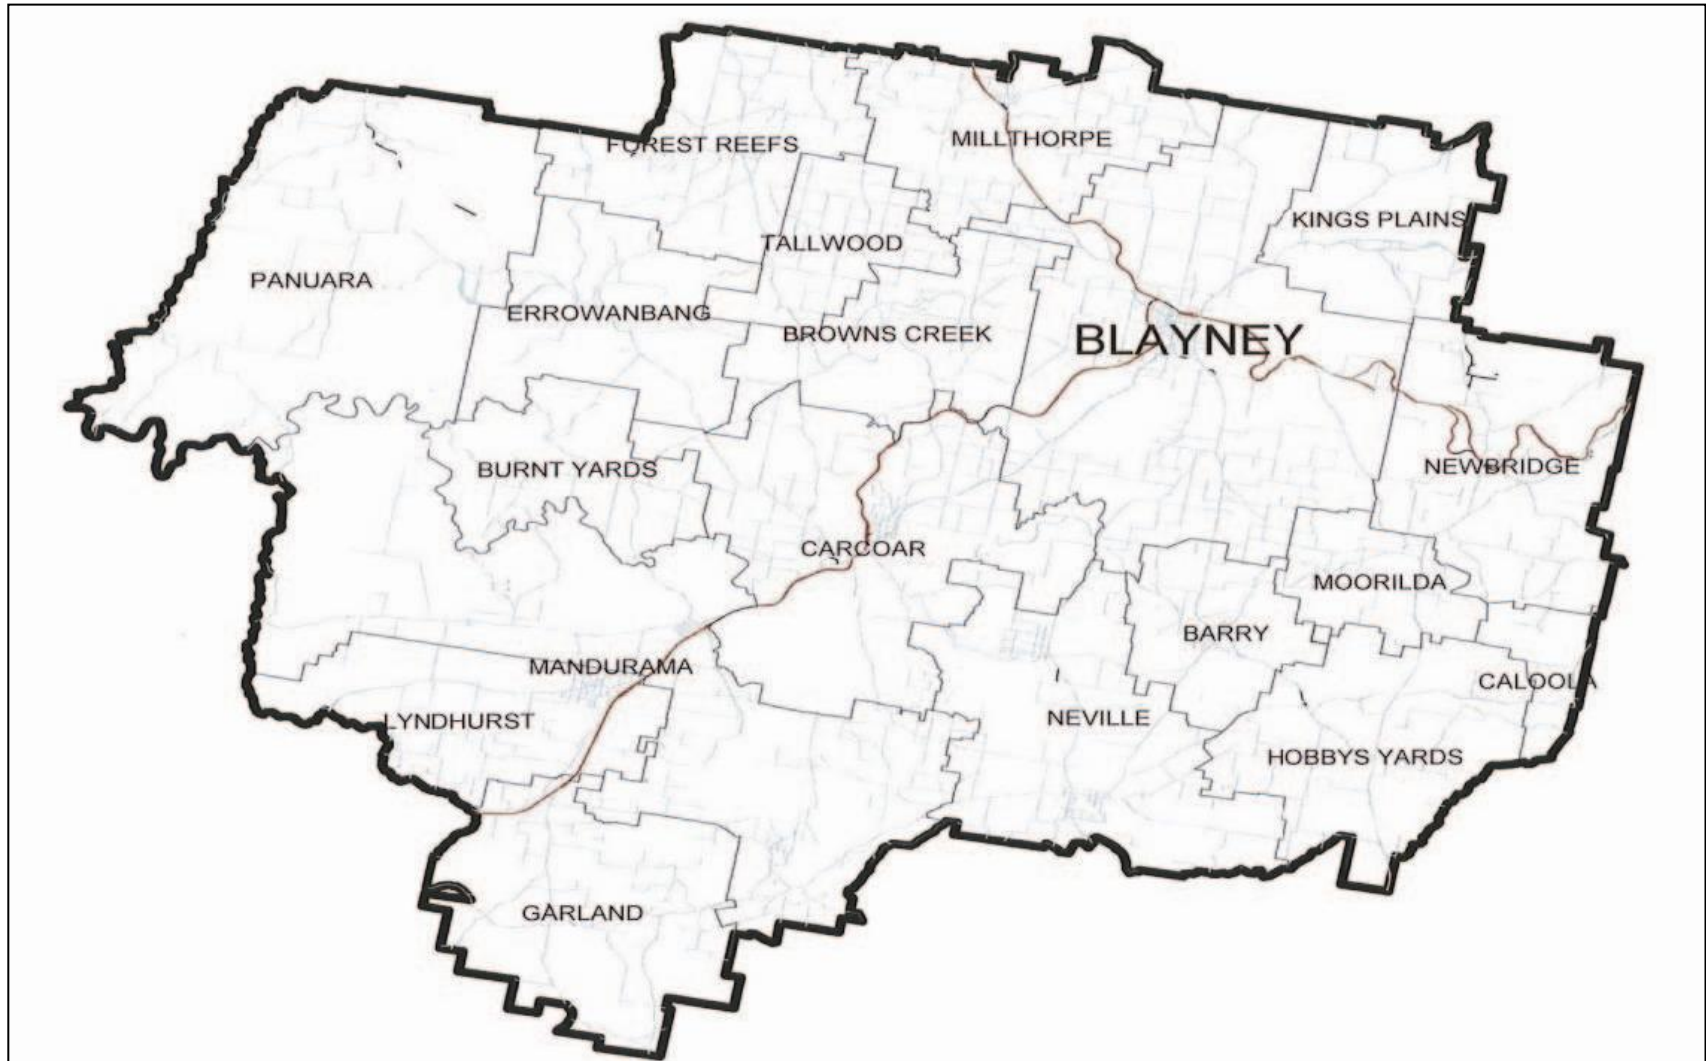 FOREST REEFS
MILLTHORPE
KINGS PLAINS
TALLWOOD
PANUARA
ERROWANBANG
BROWNS CREEK
BLAYNEY
BURNT YARDS
NEWBRIDGE
CARCOAR
MOORILDA
BARRY
MANDURAMA
CALOOLA
LYNDHURST
NEVILLE
HOBBYS YARDS
GARLAND